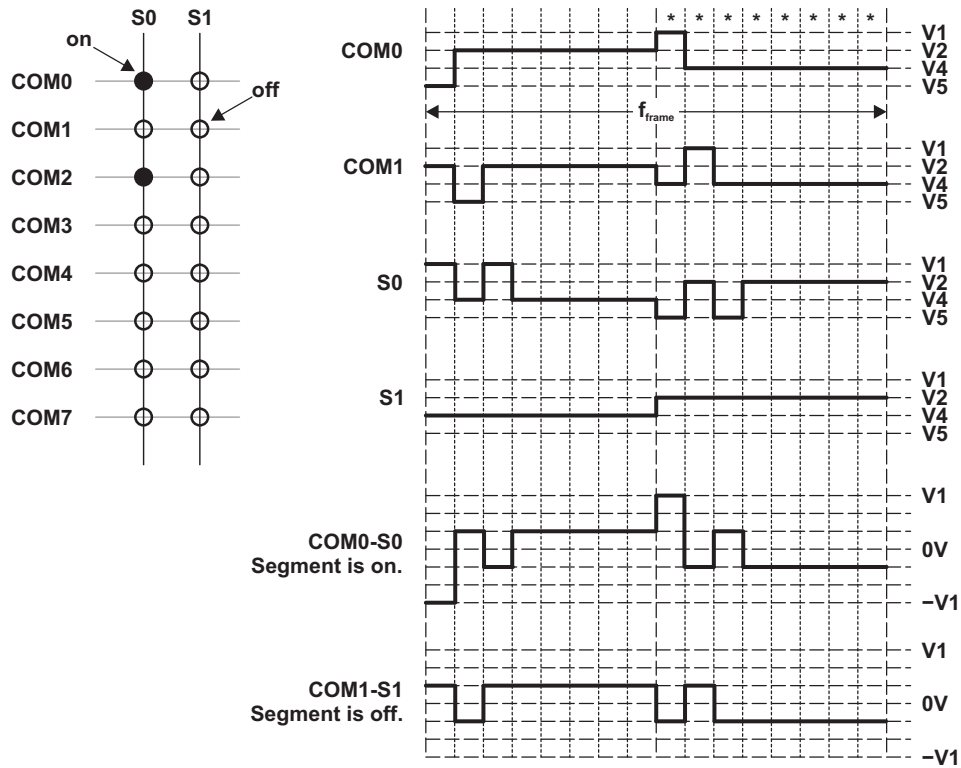 S0 S1
on
off
COM0
COM1
COM2
COM3
COM4
COM5
COM6
COM7
* * * * * * * *
COM0
V1
V2
V4
V5
fframe
COM1
V1
V2
V4
V5
S0
V1
V2
V4
V5
S1
V1
V2
V4
V5
COM0-S0
Segment is on.
V1
0V
−V1
COM1-S1
Segment is off.
V1
0V
−V1